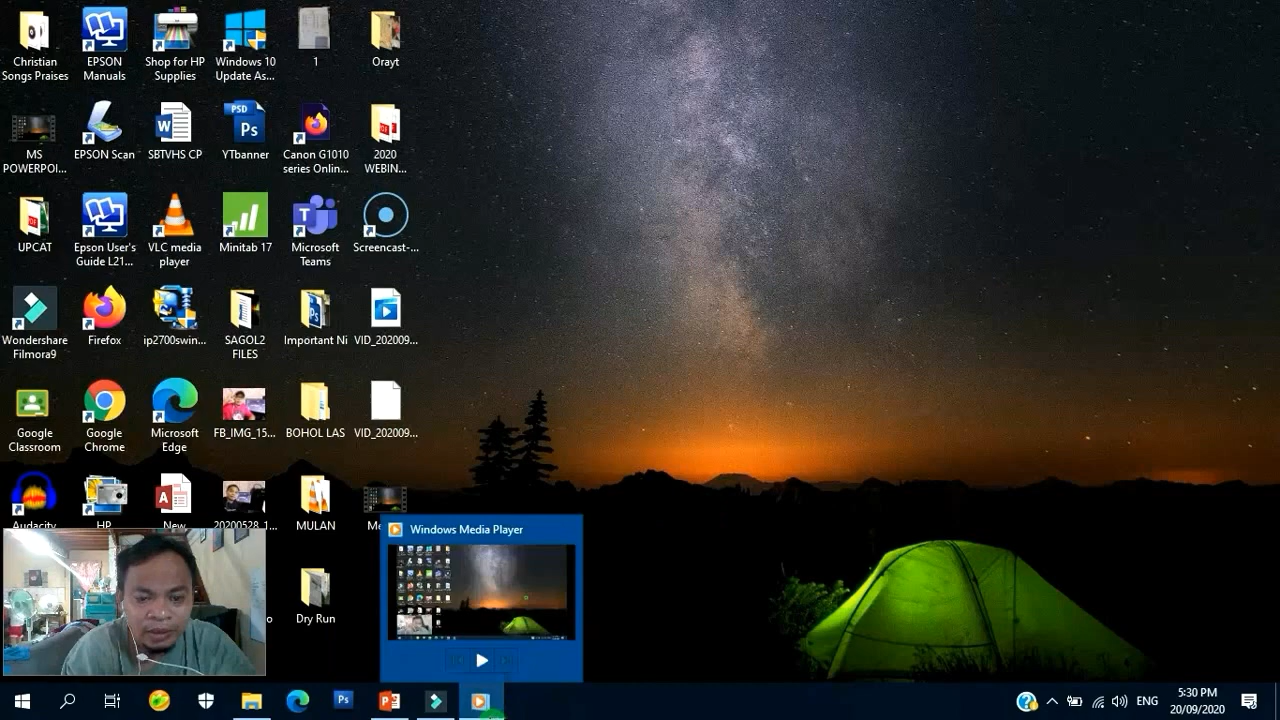 Christian
Songs Praises
EPSON
Manuals
Shop for HP
Supplies
Windows 10
Update As...
1
Orayt
MS
POWERPOI...
EPSON Scan
SBTVHS CP
PSD
Ps
YTbanner
Canon G1010
series Onlin...
2020
WEBIN...
UPCAT
Epson User's
Guide L21...
VLC media
player
Minitab 17
Microsoft
Teams
Screencast-...
Wondershare
Filmora9
Firefox
ip2700swin...
SAGOL2
FILES
Important Ni
VID_202009...
Google
Classroom
Google
Chrome
Microsoft
Edge
FB_IMG_15...
BOHOL LAS
VID_202009...
Audacity
HP
New
20200528_1...
MULAN
Me
Windows Media Player
o
Dry Run
Ps
ENG
5:30 PM
20/09/2020